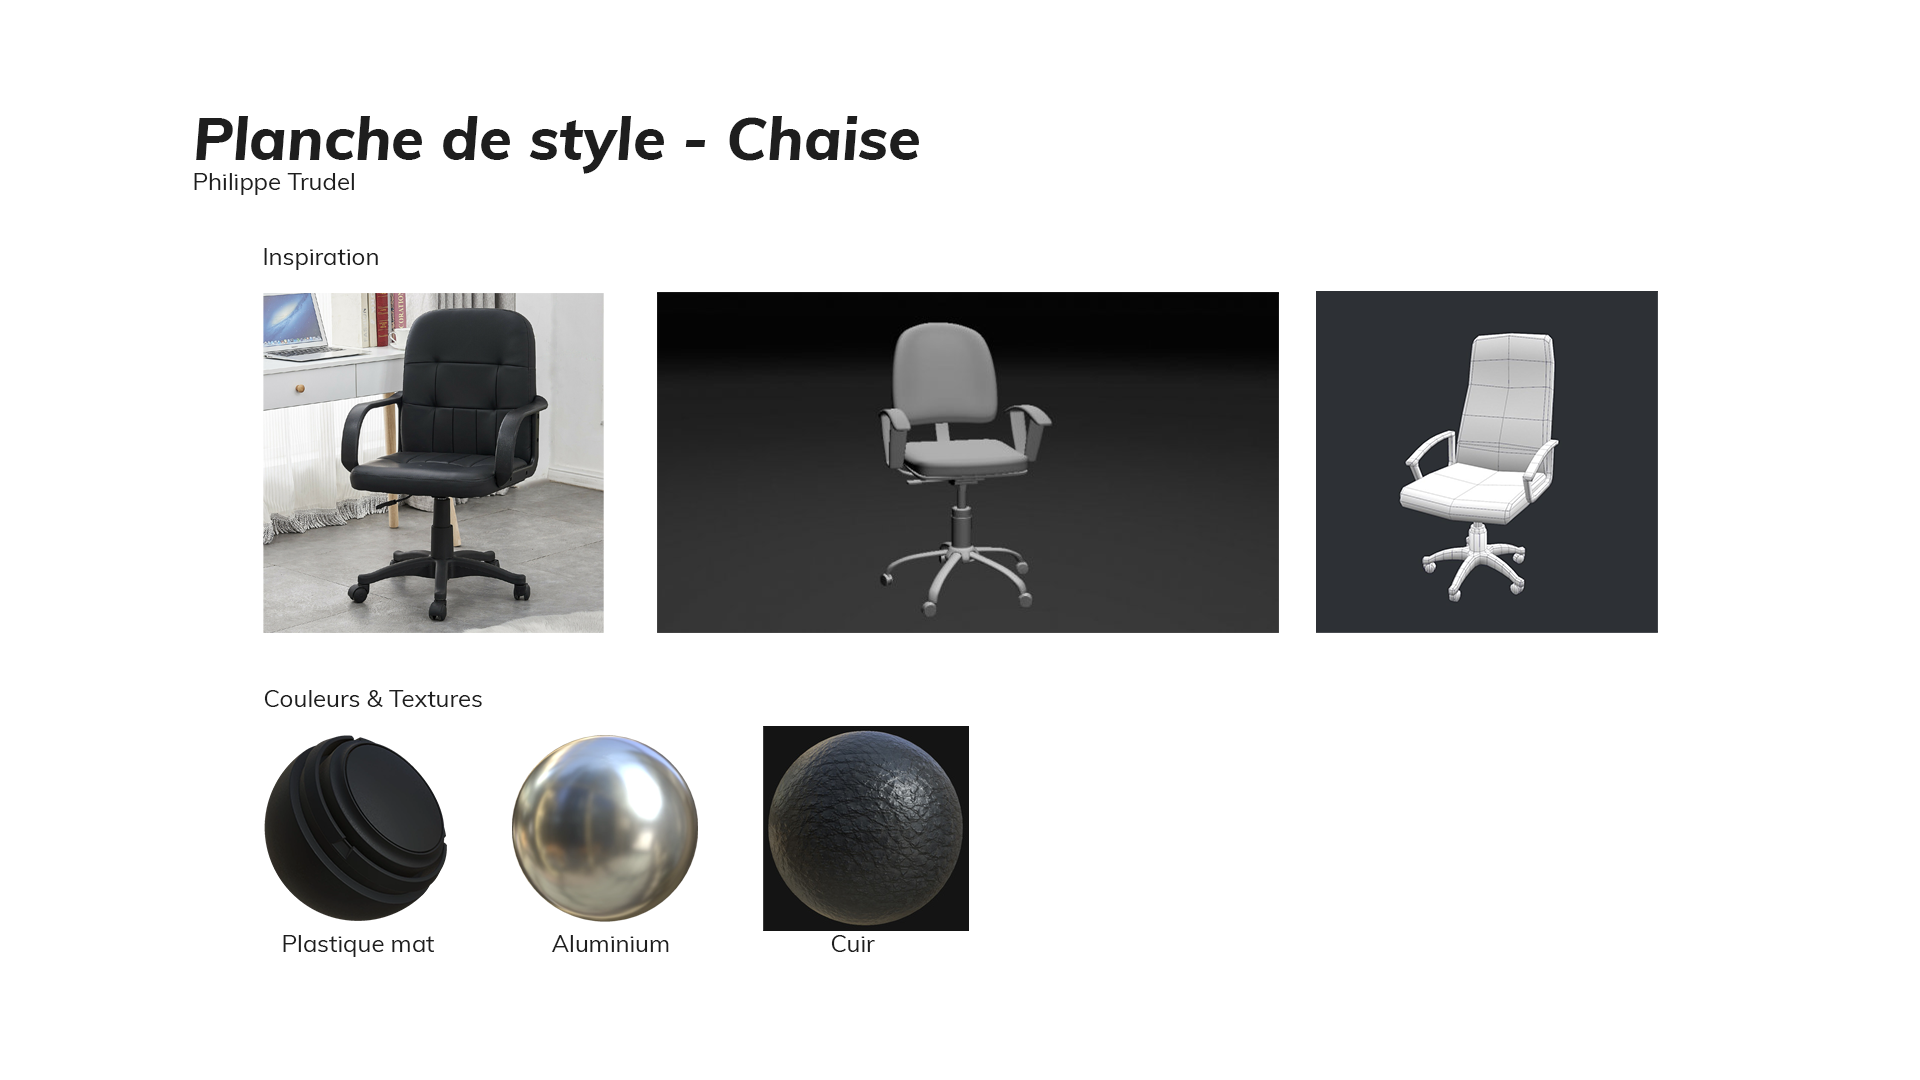 Planche de style - Chaise
Philippe Trudel
Inspiration
Couleurs & Textures
Plastique mat
Aluminium
Cuir